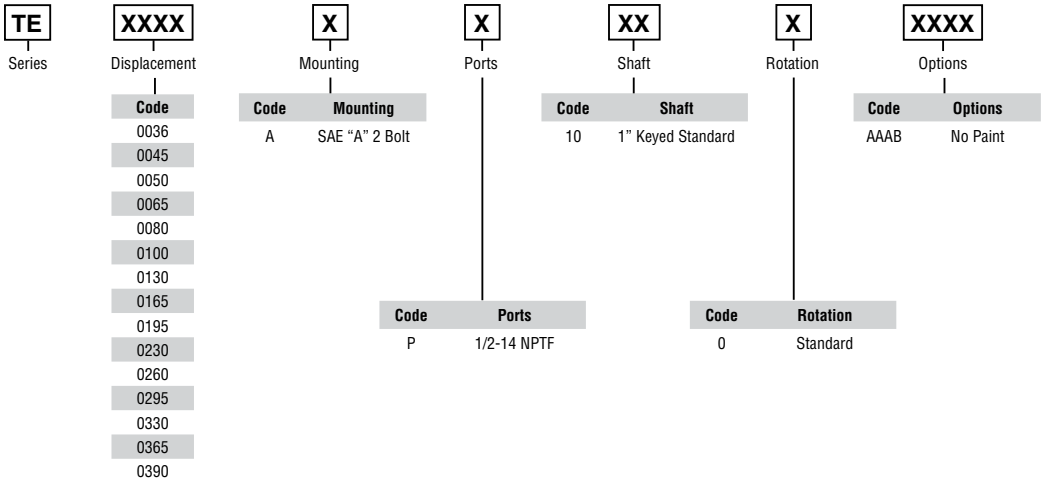 TE XXXX X X XX X XXXX
Series Displacement Mounting Ports Shaft Rotation Options
Code Code Mounting Code Shaft Code Options
0036 A SAE “A” 2 Bolt 10 1” Keyed Standard AAAB No Paint
0045
0050
0065
0080
0100
0130
0165
Code Ports Code Rotation
0195
P 1/2-14 NPTF 0 Standard
0230
0260
0295
0330
0365
0390